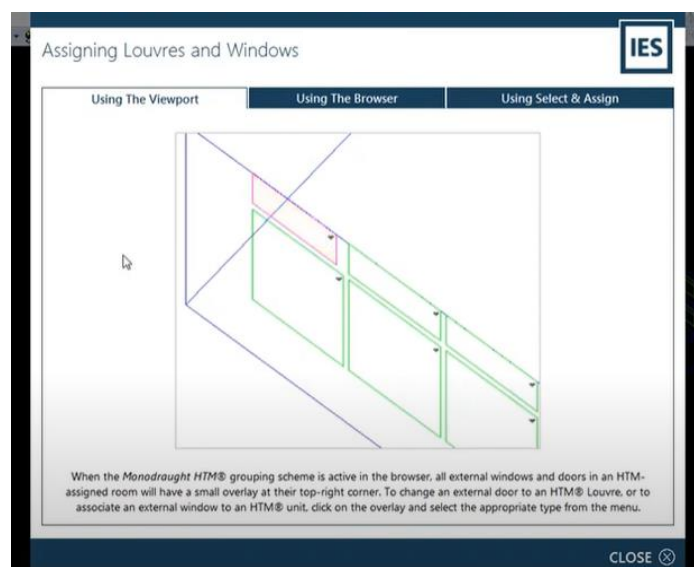 Assigning Louvres and Windows
IES
Using The Viewport
Using The Browser
Using Select & Assign
When the Monodraught HTM® grouping scheme is active in the browser, all external windows and doors in an HTM-
assigned room will have a small overlay at their top-right corner. To change an external door to an HTM® Louvre, or to
associate an external window to an HTM® unit, click on the overlay and select the appropriate type from the menu.
CLOSE